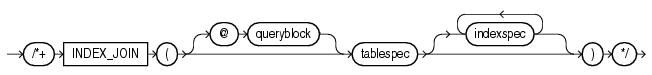 /*+ INDEX_JOIN ( @ queryblock tablespec indexspec ) */